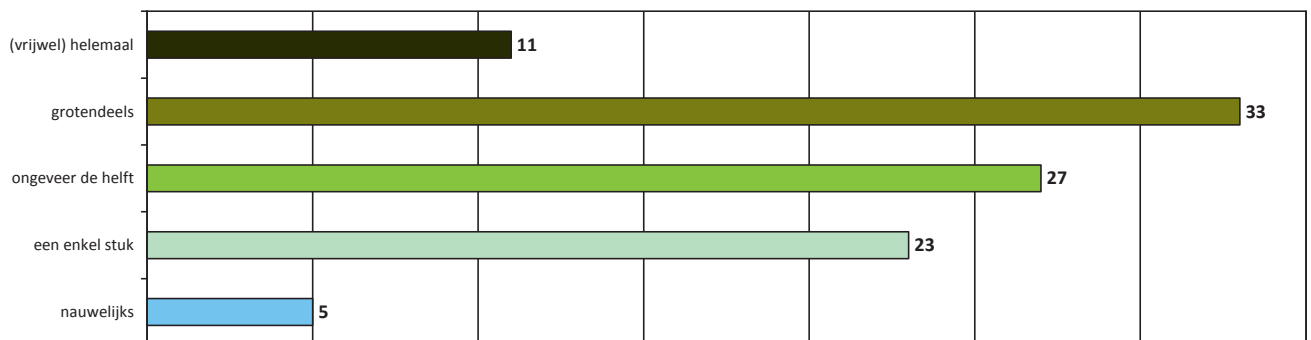 (vrijwel) helemaal 11
grotendeels 33
ongeveer de helft 27
een enkel stuk 23
nauwelijks 5